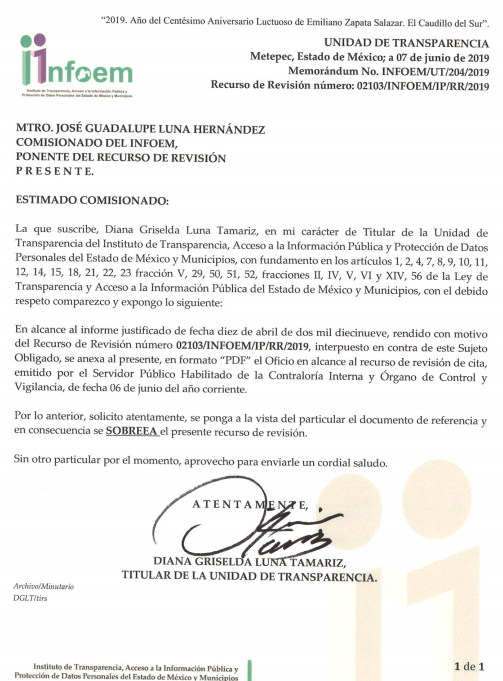 "2019. Año del Centésimo Aniversario Luctuoso de Emiliano Zapata Salazar. El Caudillo del Sur".
UNIDAD DE TRANSPARENCIA
Metepec, Estado de México; a 07 de junio de 2019
Memorándum No. INFOEM/UT/204/2019
Recurso de Revisión número: 02103/INFOEM/IP/RR/2019
infoem
Instituto de Transparencia, Acceso a la Información Pública y
Protección de Datos Personales del Estado de México y Municipios
MTRO. JOSÉ GUADALUPE LUNA HERNÁNDEZ
COMISIONADO DEL INFOEM,
PONENTE DEL RECURSO DE REVISIÓN
P R E S E N T E.
ESTIMADO COMISIONADO:
La que suscribe, Diana Griselda Luna Tamariz, en mi carácter de Titular de la Unidad de
Transparencia del Instituto de Transparencia, Acceso a la Información Pública y Protección de Datos
Personales del Estado de México y Municipios, con fundamento en los artículos 1, 2, 4, 7, 8, 9, 10, 11,
12, 14, 15, 18, 21, 22, 23 fracción V, 29, 50, 51, 52, fracciones II, IV, V, VI y XIV, 56 de la Ley de
Transparencia y Acceso a la Información Pública del Estado de México y Municipios, con el debido
respeto comparezco y expongo lo siguiente:
En alcance al informe justificado de fecha diez de abril de dos mil diecinueve, rendido con motivo
del Recurso de Revisión número 02103/INFOEM/IP/RR/2019, interpuesto en contra de este Sujeto
Obligado, se anexa al presente, en formato "PDF" el Oficio en alcance al recurso de revisión de cita,
emitido por el Servidor Público Habilitado de la Contraloría Interna y Órgano de Control y
Vigilancia, de fecha 06 de junio del año corriente.
Por lo anterior, solicito atentamente, se ponga a la vista del particular el documento de referencia y
en consecuencia se SOBREEA el presente recurso de revisión.
Sin otro particular por el momento, aprovecho para enviarle un cordial saludo.
A T E N T A M E N T E,
DIANA GRISELDA LUNA TAMARIZ,
TITULAR DE LA UNIDAD DE TRANSPARENCIA.
Archivo/Minutario
DGLT/tirs
Instituto de Transparencia, Acceso a la Información Pública y
Protección de Datos Personales del Estado de México y Municipios
1 de 1